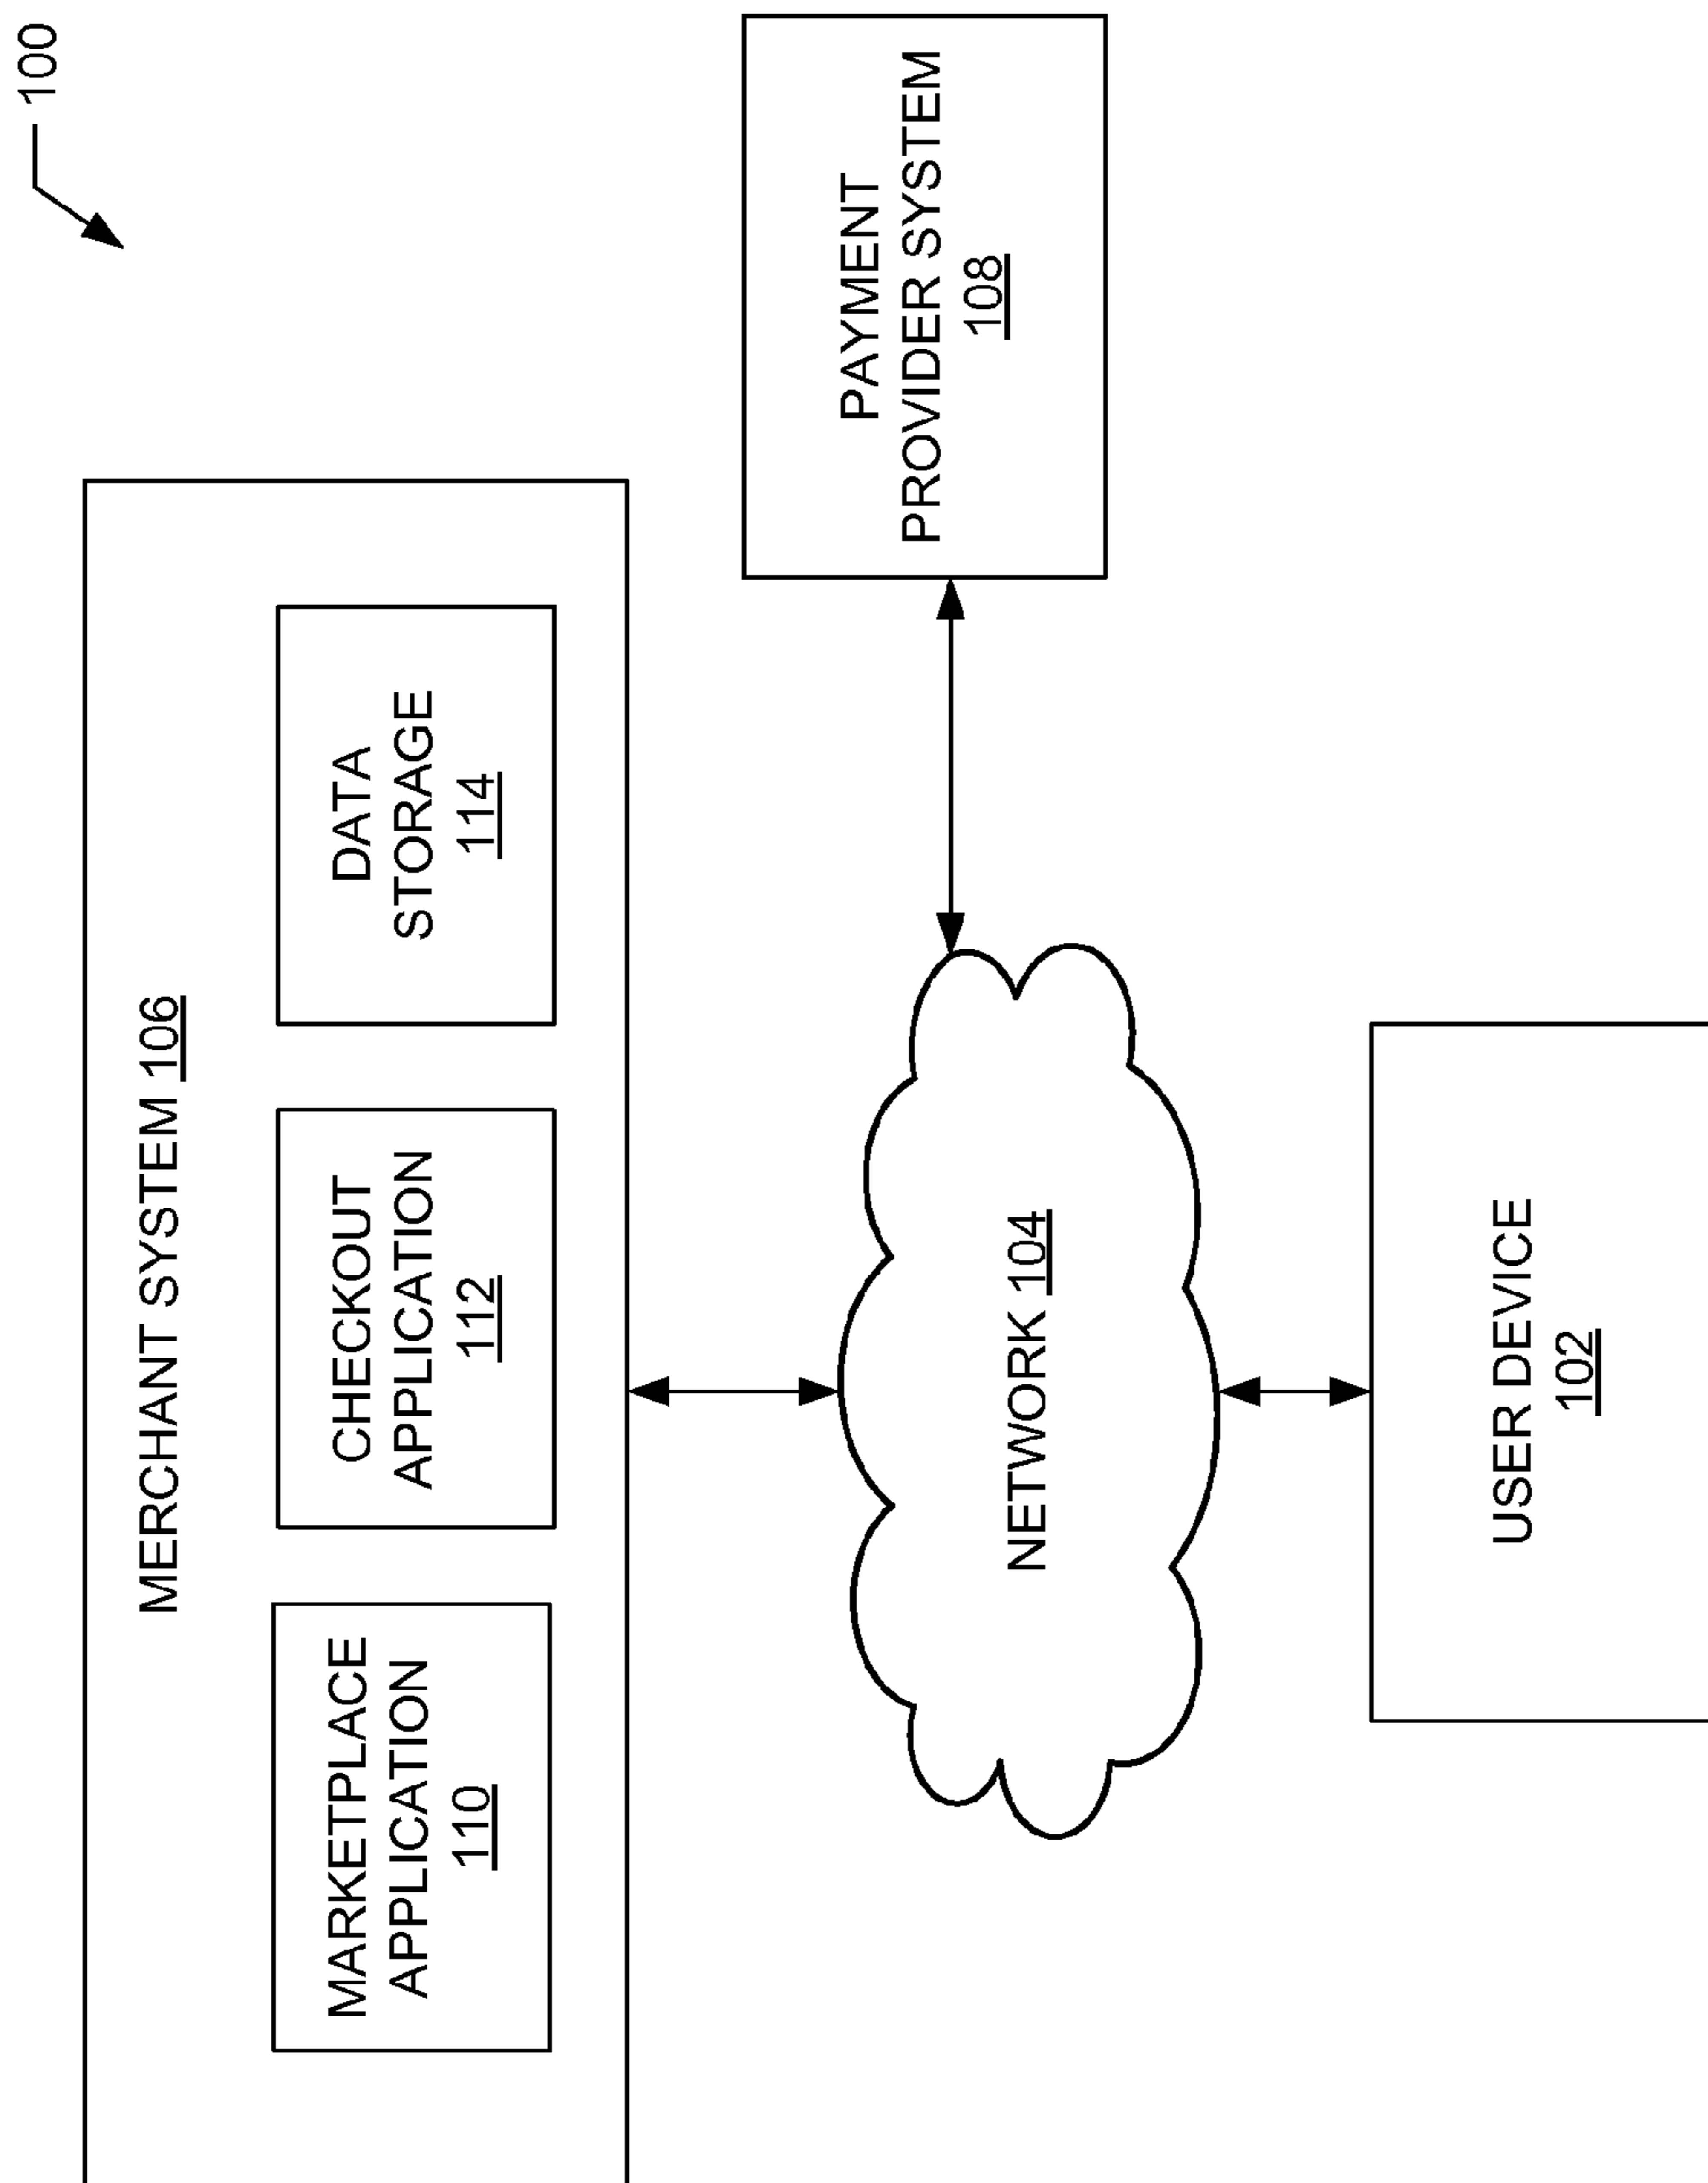 100
MERCHANT SYSTEM 106
MARKETPLACE
APPLICATION
110
CHECKOUT
APPLICATION
112
DATA
STORAGE
114
PAYMENT
PROVIDER SYSTEM
108
NETWORK 104
USER DEVICE
102